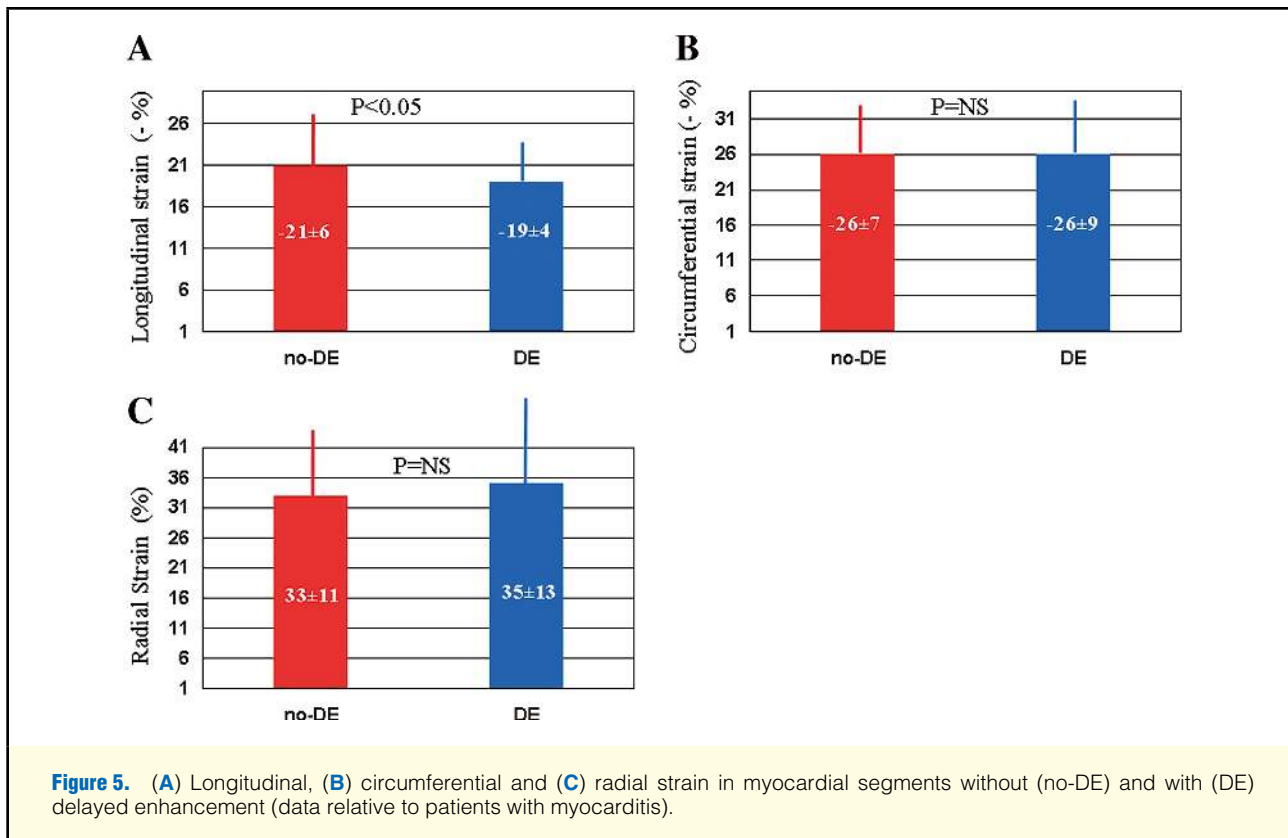 A
Longitudinal strain (- %)
P<0.05
26
21
16
11
6
1
-21±6
-19±4
no-DE
DE
B
Circumferential strain (- %)
P=NS
31
26
21
16
11
6
1
-26±7
-26±9
no-DE
DE
C
Radial Strain (%)
P=NS
41
36
31
26
21
16
11
6
1
33±11
35±13
no-DE
DE
Figure 5. (A) Longitudinal, (B) circumferential and (C) radial strain in myocardial segments without (no-DE) and with (DE)
delayed enhancement (data relative to patients with myocarditis).